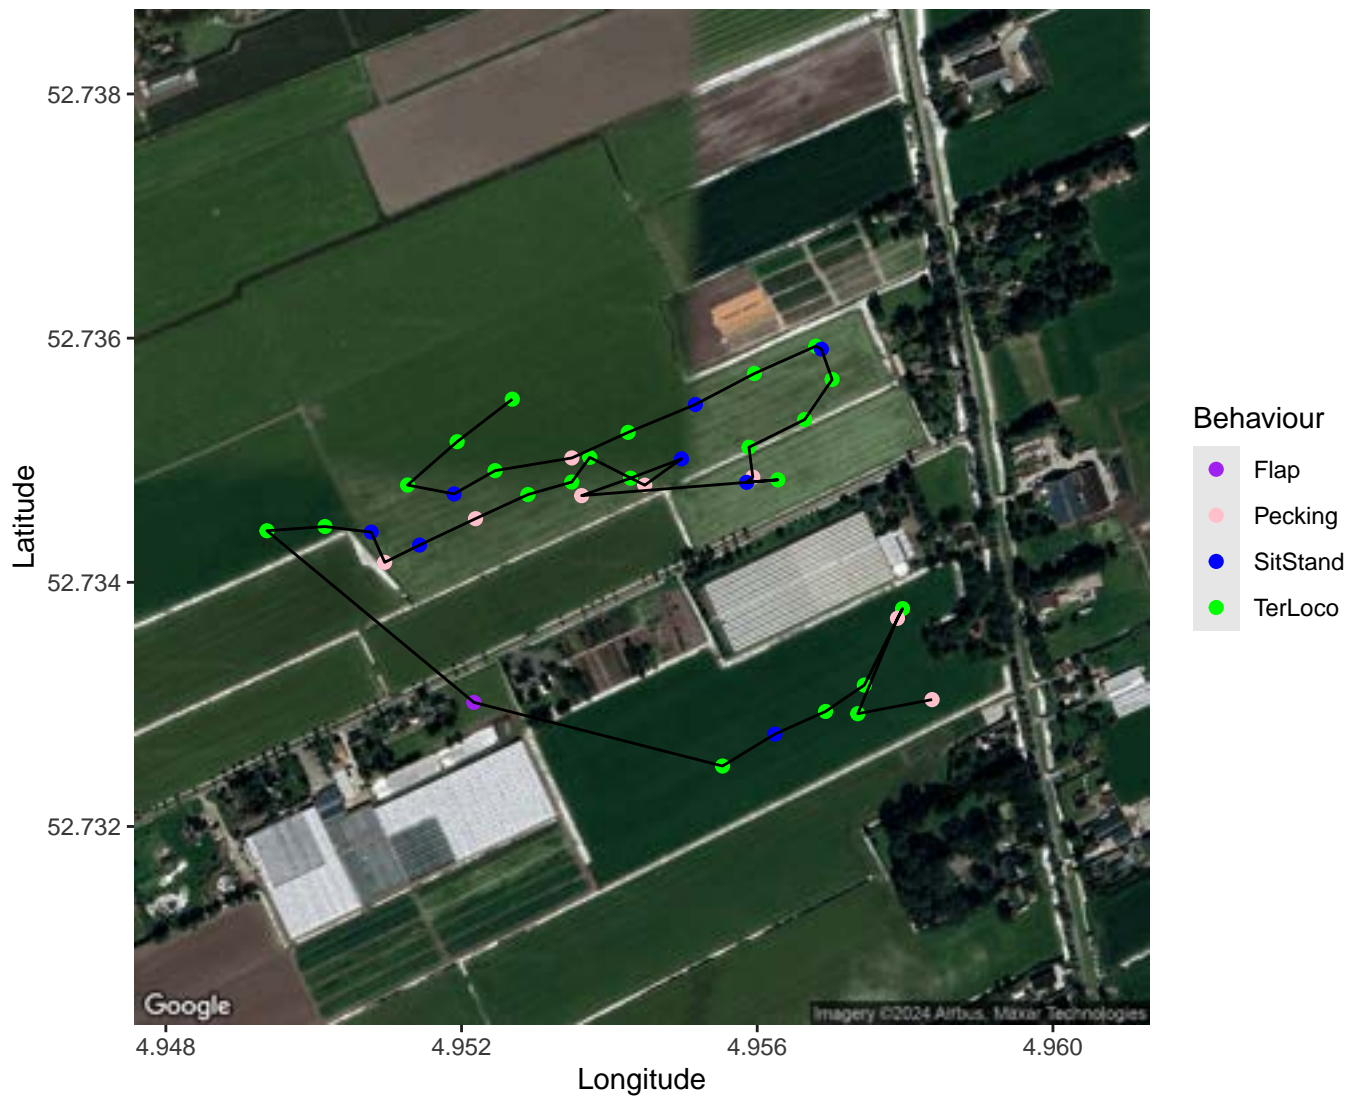 52.738
52.736
52.734
52.732
Latitude
4.948
4.952
4.956
4.960
Longitude
Behaviour
Flap
Pecking
SitStand
TerLoco
Google
Imagery ©2024 Airbus, Maxar Technologies